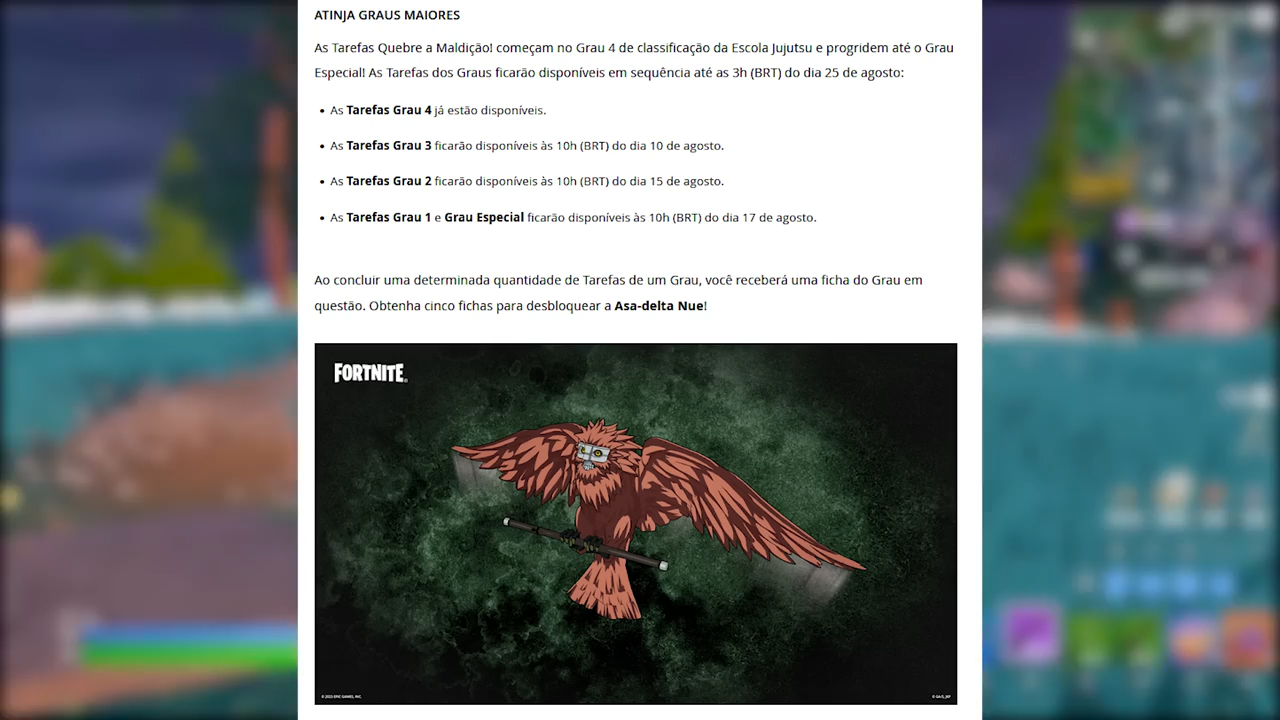 ATINJA GRAUS MAIORES
As Tarefas Quebre a Maldição! começam no Grau 4 de classificação da Escola Jujutsu e progridem até o Grau
Especial! As Tarefas dos Graus ficarão disponíveis em sequência até as 3h (BRT) do dia 25 de agosto:
• As Tarefas Grau 4 já estão disponíveis.
• As Tarefas Grau 3 ficarão disponíveis às 10h (BRT) do dia 10 de agosto.
• As Tarefas Grau 2 ficarão disponíveis às 10h (BRT) do dia 15 de agosto.
• As Tarefas Grau 1 e Grau Especial ficarão disponíveis às 10h (BRT) do dia 17 de agosto.
Ao concluir uma determinada quantidade de Tarefas de um Grau, você receberá uma ficha do Grau em
questão. Obtenha cinco fichas para desbloquear a Asa-delta Nue!
FORTNITE
© 2023 EPIC GAMES, INC.